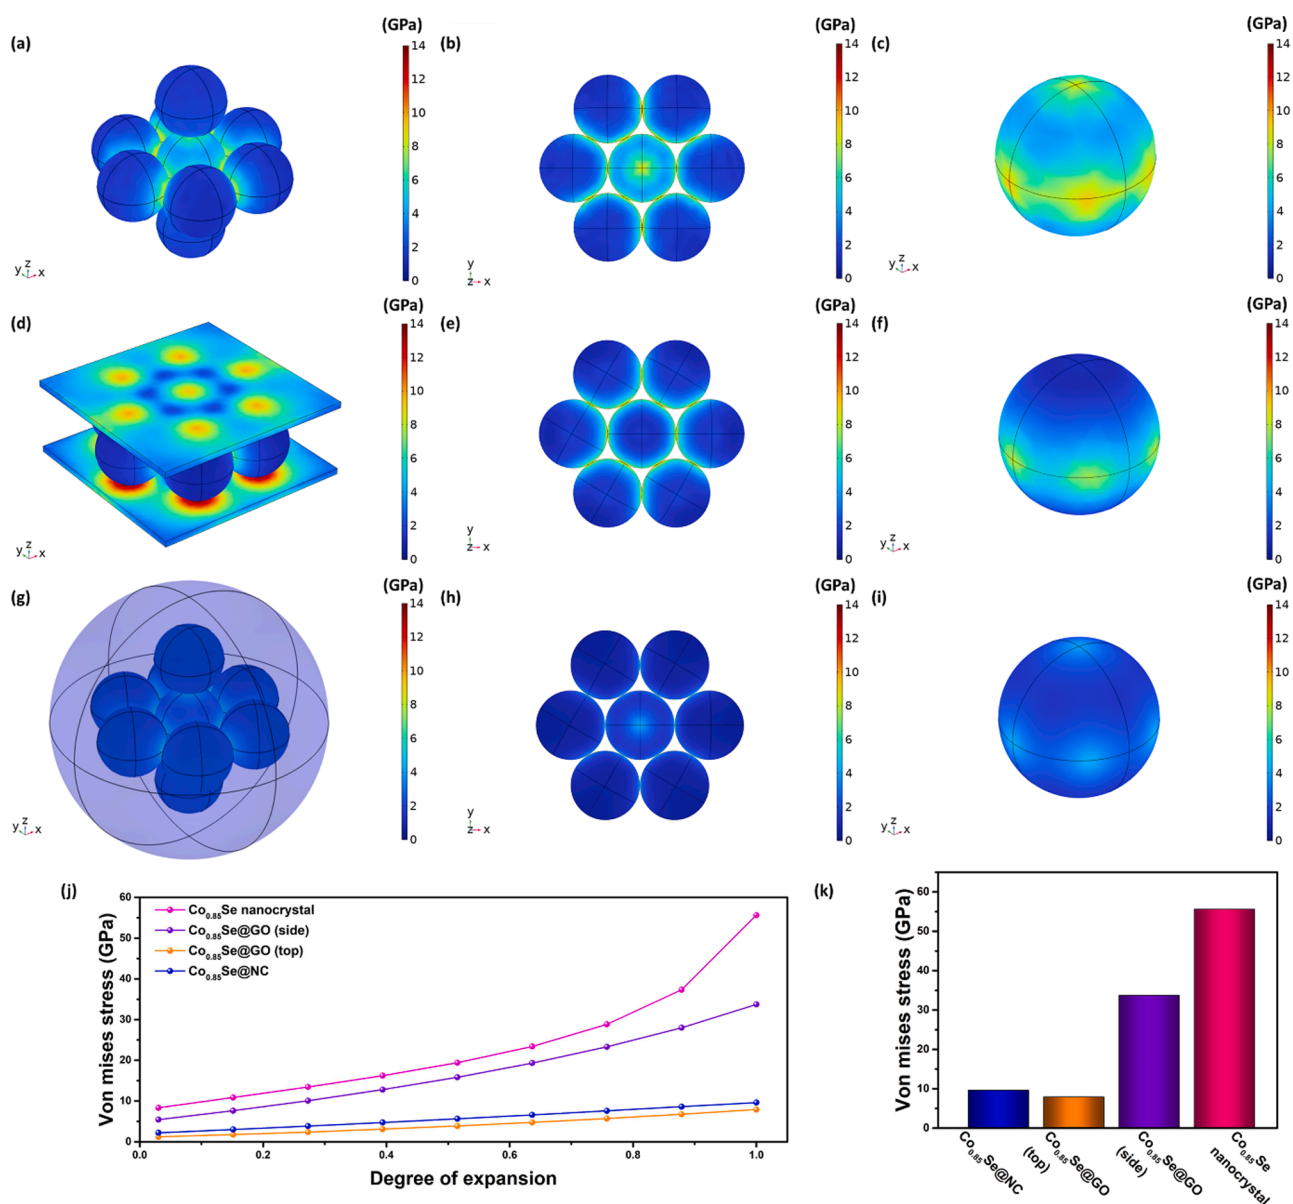 (a)
(GPa)
14
12
10
8
6
4
2
0
y z x
(b)
(GPa)
14
12
10
8
6
4
2
0
y
z x
(c)
(GPa)
14
12
10
8
6
4
2
0
y z x
(d)
(GPa)
14
12
10
8
6
4
2
0
y z x
(e)
(GPa)
14
12
10
8
6
4
2
0
y
z x
(f)
(GPa)
14
12
10
8
6
4
2
0
y z x
(g)
(GPa)
14
12
10
8
6
4
2
0
y z x
(h)
(GPa)
14
12
10
8
6
4
2
0
y
z x
(i)
(GPa)
14
12
10
8
6
4
2
0
y z x
(j)
Von mises stress (GPa)
60
55
50
45
40
35
30
25
20
15
10
5
0
Co0.85Se nanocrystal
Co0.85Se@GO (side)
Co0.85Se@GO (top)
Co0.85Se@NC
0.0 0.2 0.4 0.6 0.8 1.0
Degree of expansion
(k)
Von mises stress (GPa)
60
50
40
30
20
10
0
Co0.85Se@NC
Co0.85Se@GO
(top)
Co0.85Se@GO
(side)
Co0.85Se
nanocrystal